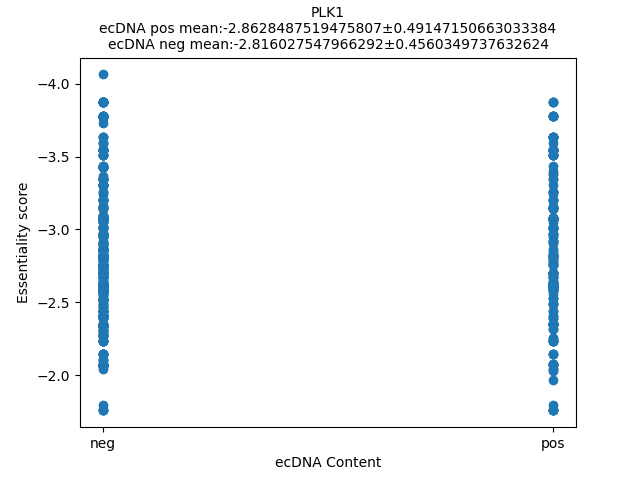 PLK1
ecDNA pos mean:-2.8628487519475807±0.49147150663033384
ecDNA neg mean:-2.816027547966292±0.4560349737632624
−4.0
−3.5
−3.0
−2.5
−2.0
Essentiality score
neg
pos
ecDNA Content